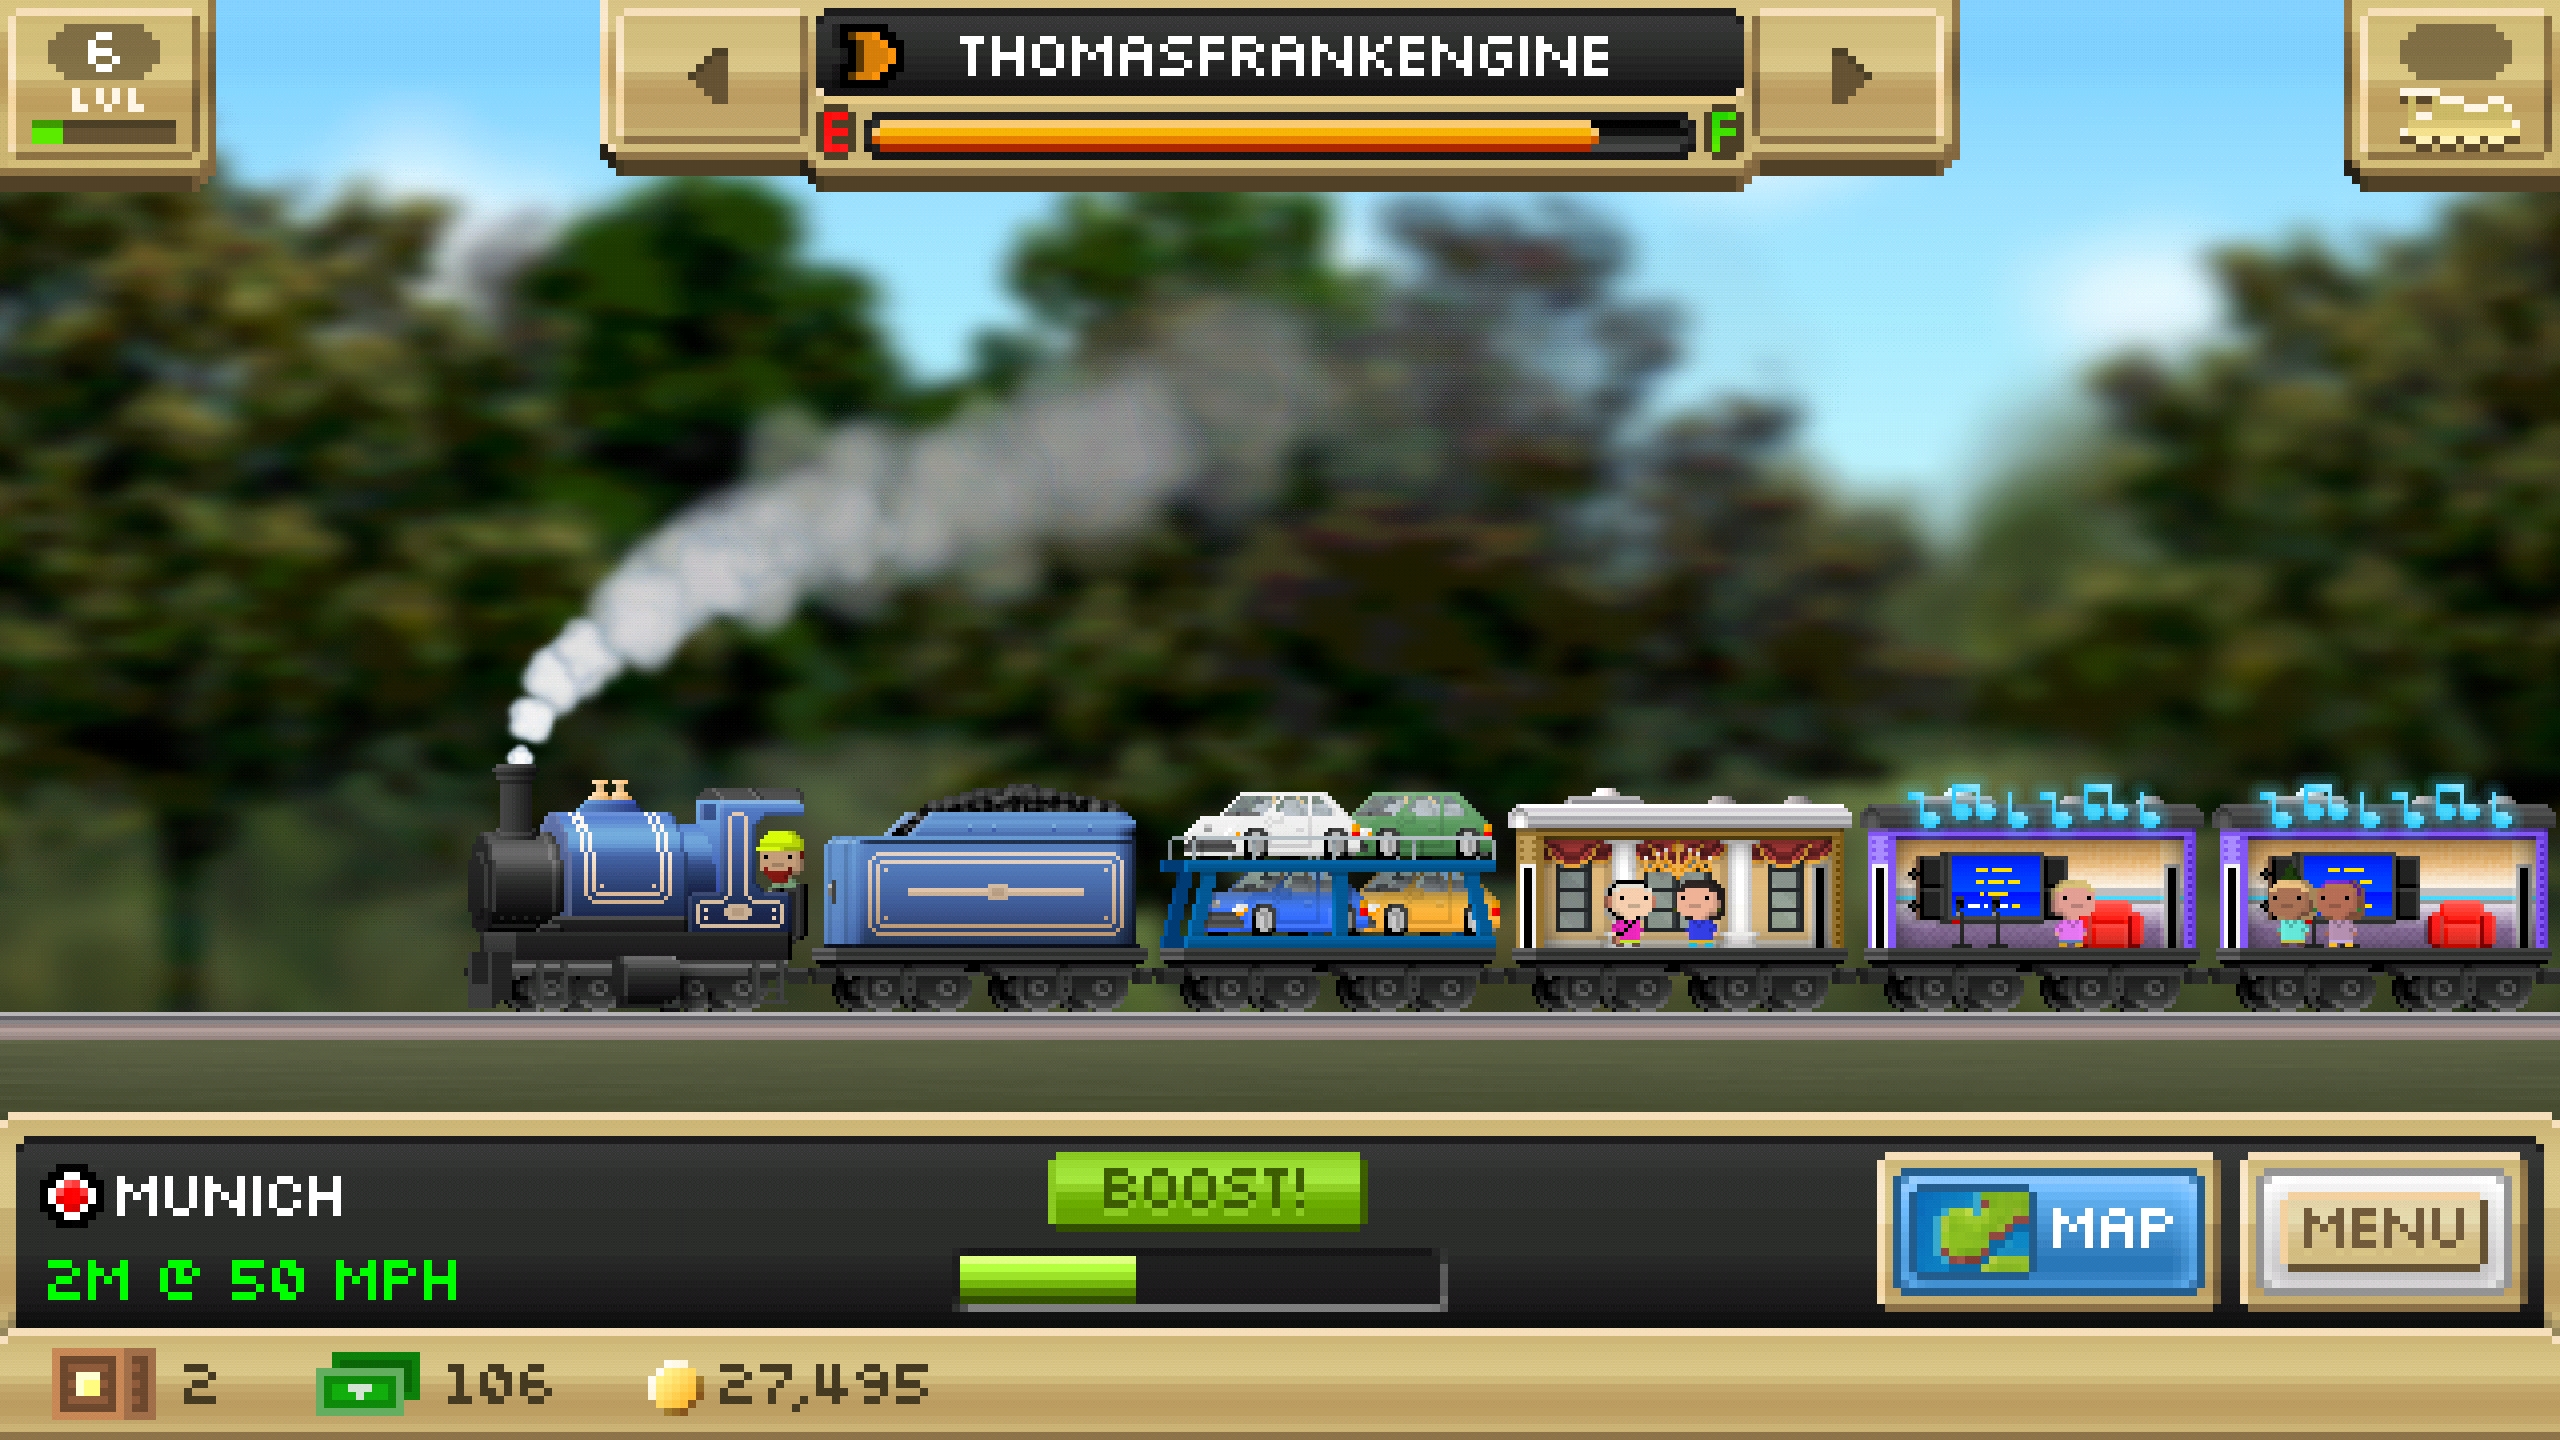 6
LVL
THOMASFRANKENGINE
E F
MUNICH
2M @ 50 MPH
BOOST!
MAP
MENU
2
106
27,495